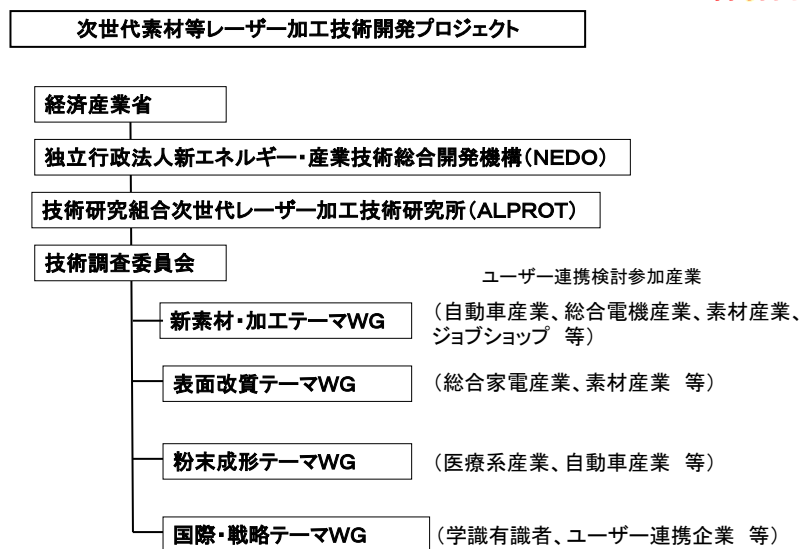 次世代素材等レーザー加工技術開発プロジェクト
経済産業省
独立行政法人新エネルギー・産業技術総合開発機構(NEDO)
技術研究組合次世代レーザー加工技術研究所(ALPROT)
技術調査委員会
ユーザー連携検討参加産業
新素材・加工テーマWG
(自動車産業、総合電機産業、素材産業、
ジョブショップ 等)
表面改質テーマWG
(総合家電産業、素材産業 等)
粉末成形テーマWG
(医療系産業、自動車産業 等)
国際・戦略テーマWG
(学識有識者、ユーザー連携企業 等)